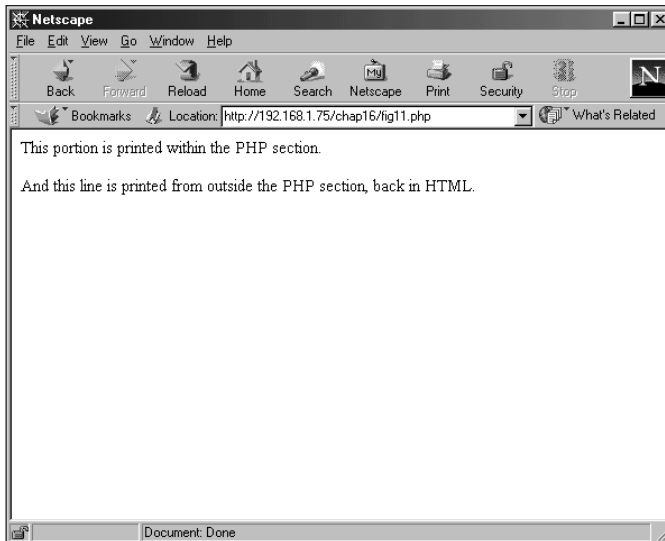 Netscape
File Edit View Go Window Help
My
N
Back Forward Reload Home Search Netscape Print Security Stop
Bookmarks Location: http://192.168.1.75/chap16/fig11.php What's Related
This portion is printed within the PHP section.
And this line is printed from outside the PHP section, back in HTML.
Document: Done